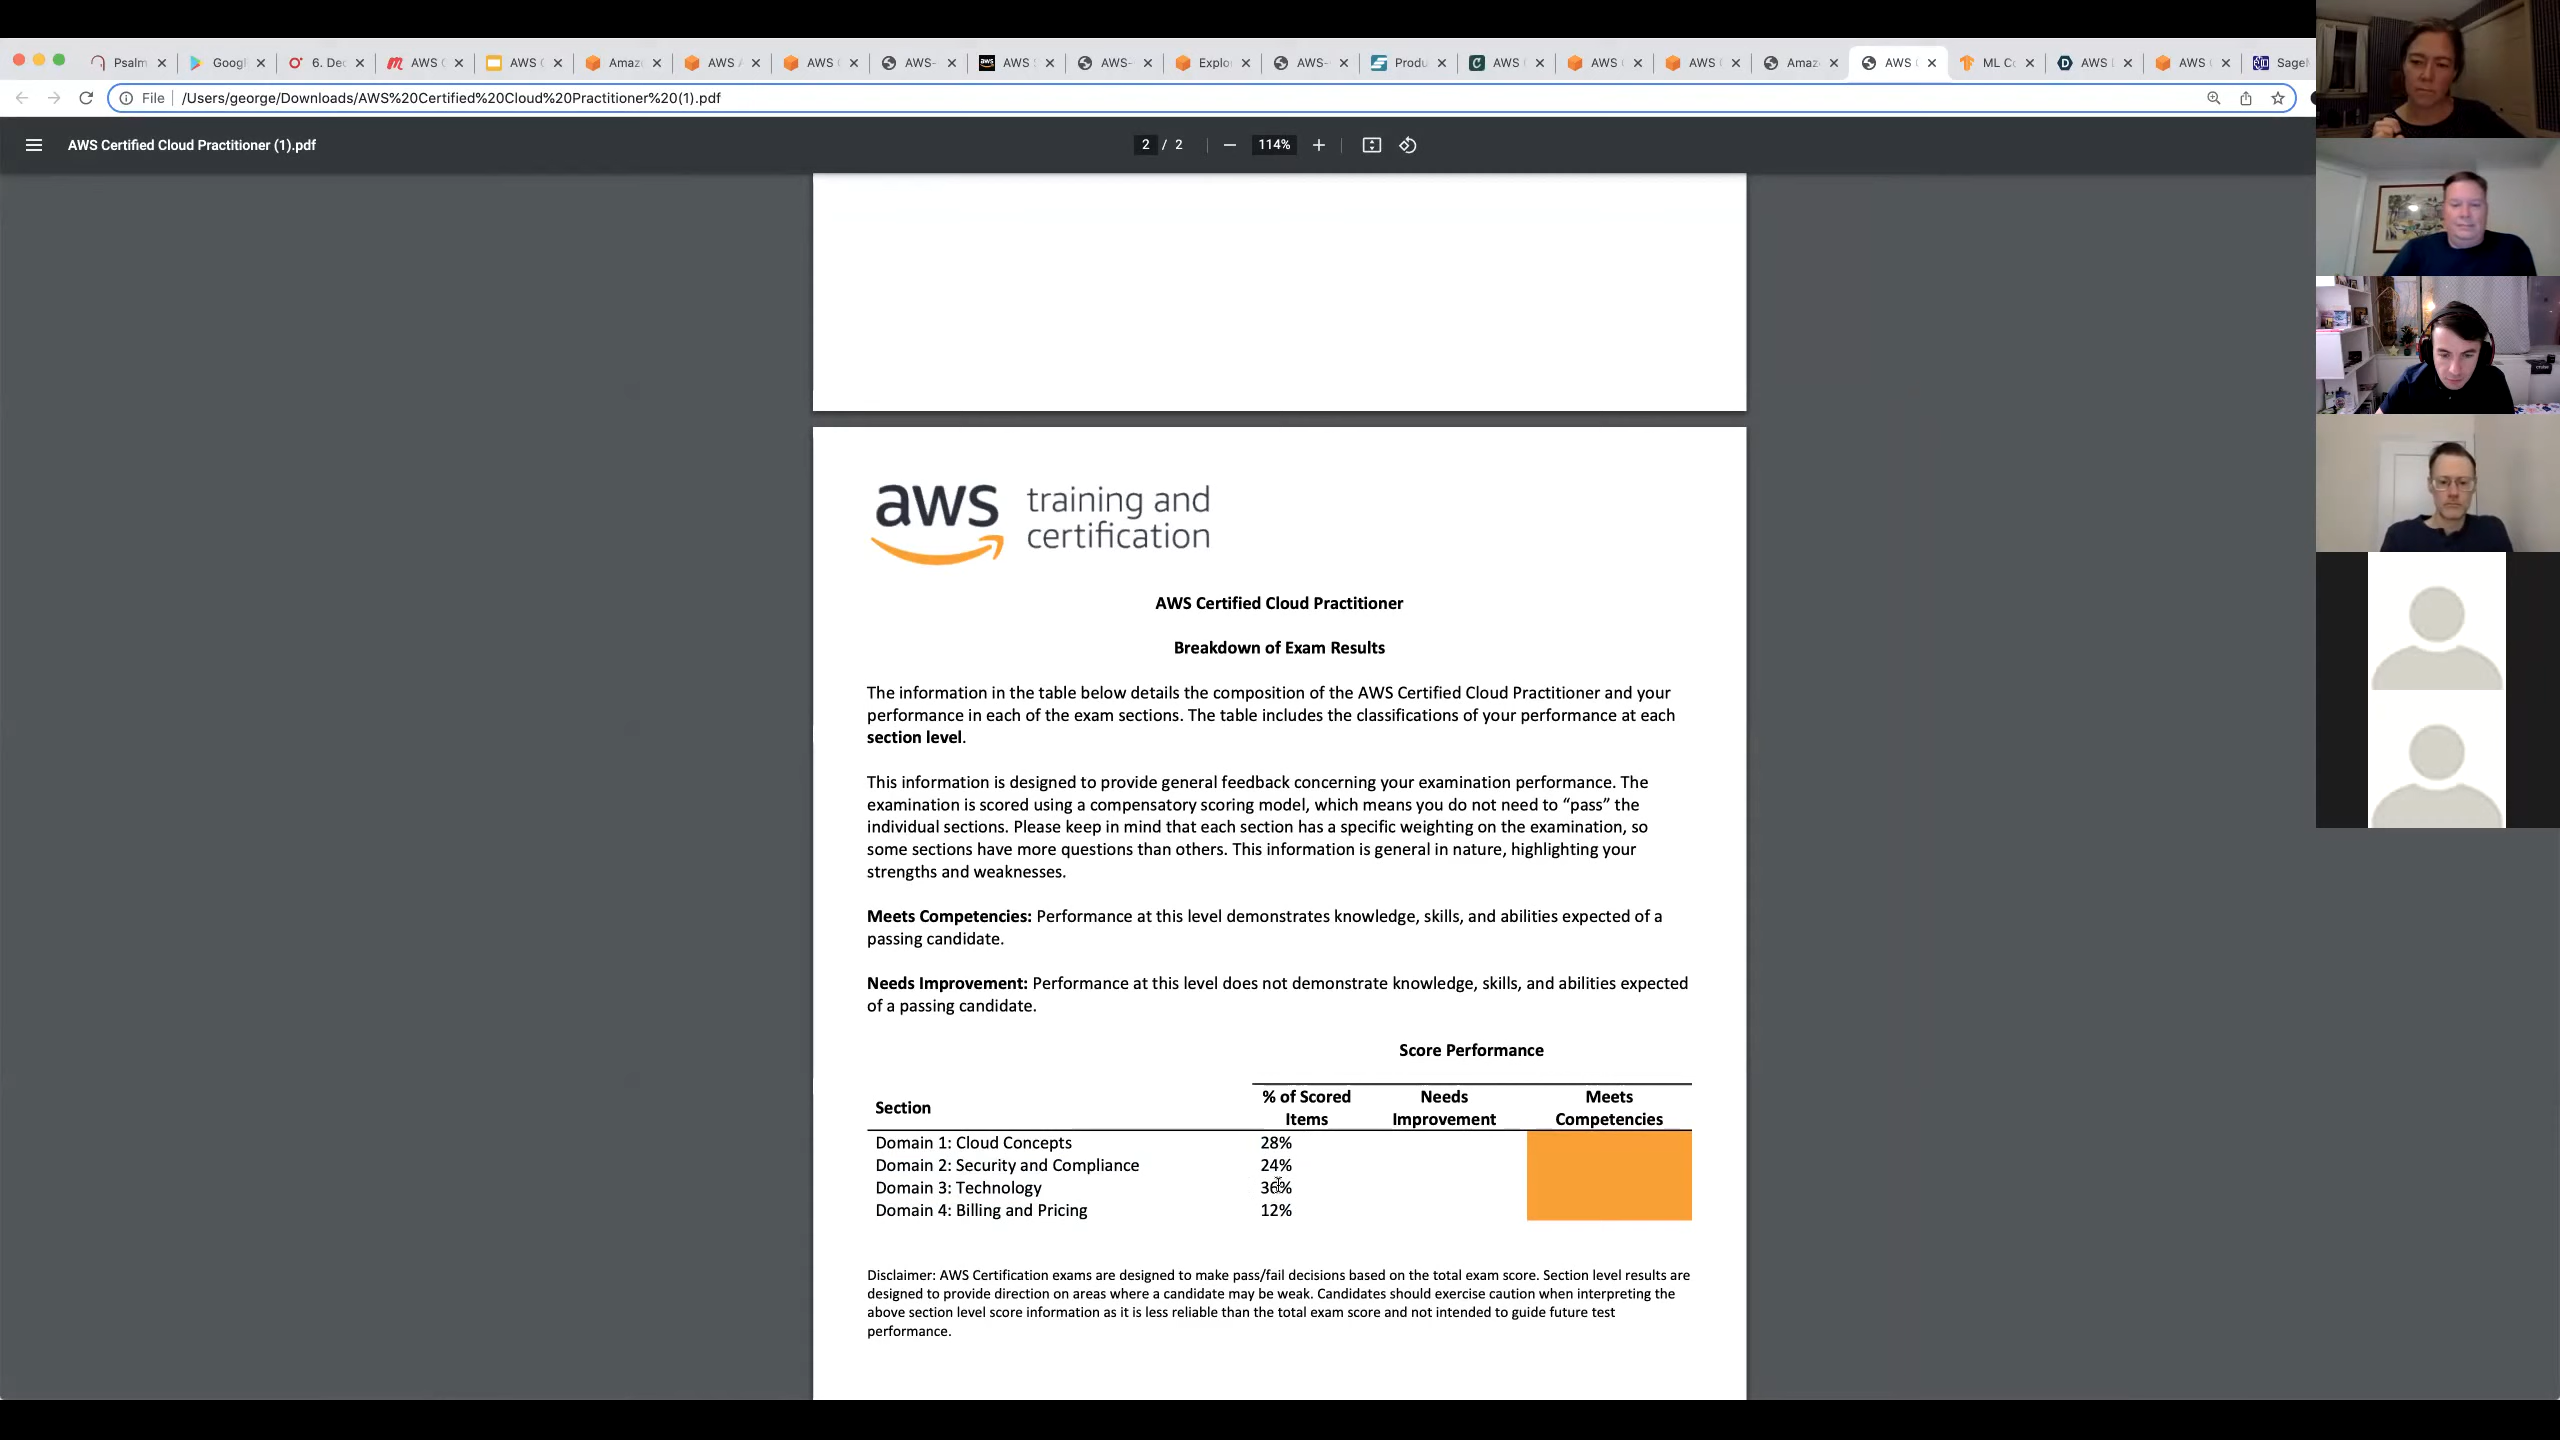 Psalm
Googl
6. Dec
AWS C
AWS C
Amaz
AWS A
AWS C
AWS-
AWS S
AWS-
Explo
AWS-
Produ
AWS
AWS
AWS
Amaz
AWS
ML Co
AWS
AWS
SageM
File /Users/george/Downloads/AWS%20Certified%20Cloud%20Practitioner%20(1).pdf
AWS Certified Cloud Practitioner (1).pdf
2 / 2
114%
aws training and
certification
AWS Certified Cloud Practitioner
Breakdown of Exam Results
The information in the table below details the composition of the AWS Certified Cloud Practitioner and your
performance in each of the exam sections. The table includes the classifications of your performance at each
section level.
This information is designed to provide general feedback concerning your examination performance. The
examination is scored using a compensatory scoring model, which means you do not need to “pass” the
individual sections. Please keep in mind that each section has a specific weighting on the examination, so
some sections have more questions than others. This information is general in nature, highlighting your
strengths and weaknesses.
Meets Competencies: Performance at this level demonstrates knowledge, skills, and abilities expected of a
passing candidate.
Needs Improvement: Performance at this level does not demonstrate knowledge, skills, and abilities expected
of a passing candidate.
Score Performance
Section
% of Scored
Items
Needs
Improvement
Meets
Competencies
Domain 1: Cloud Concepts 28%
Domain 2: Security and Compliance 24%
Domain 3: Technology 36%
Domain 4: Billing and Pricing 12%
Disclaimer: AWS Certification exams are designed to make pass/fail decisions based on the total exam score. Section level results are
designed to provide direction on areas where a candidate may be weak. Candidates should exercise caution when interpreting the
above section level score information as it is less reliable than the total exam score and not intended to guide future test
performance.